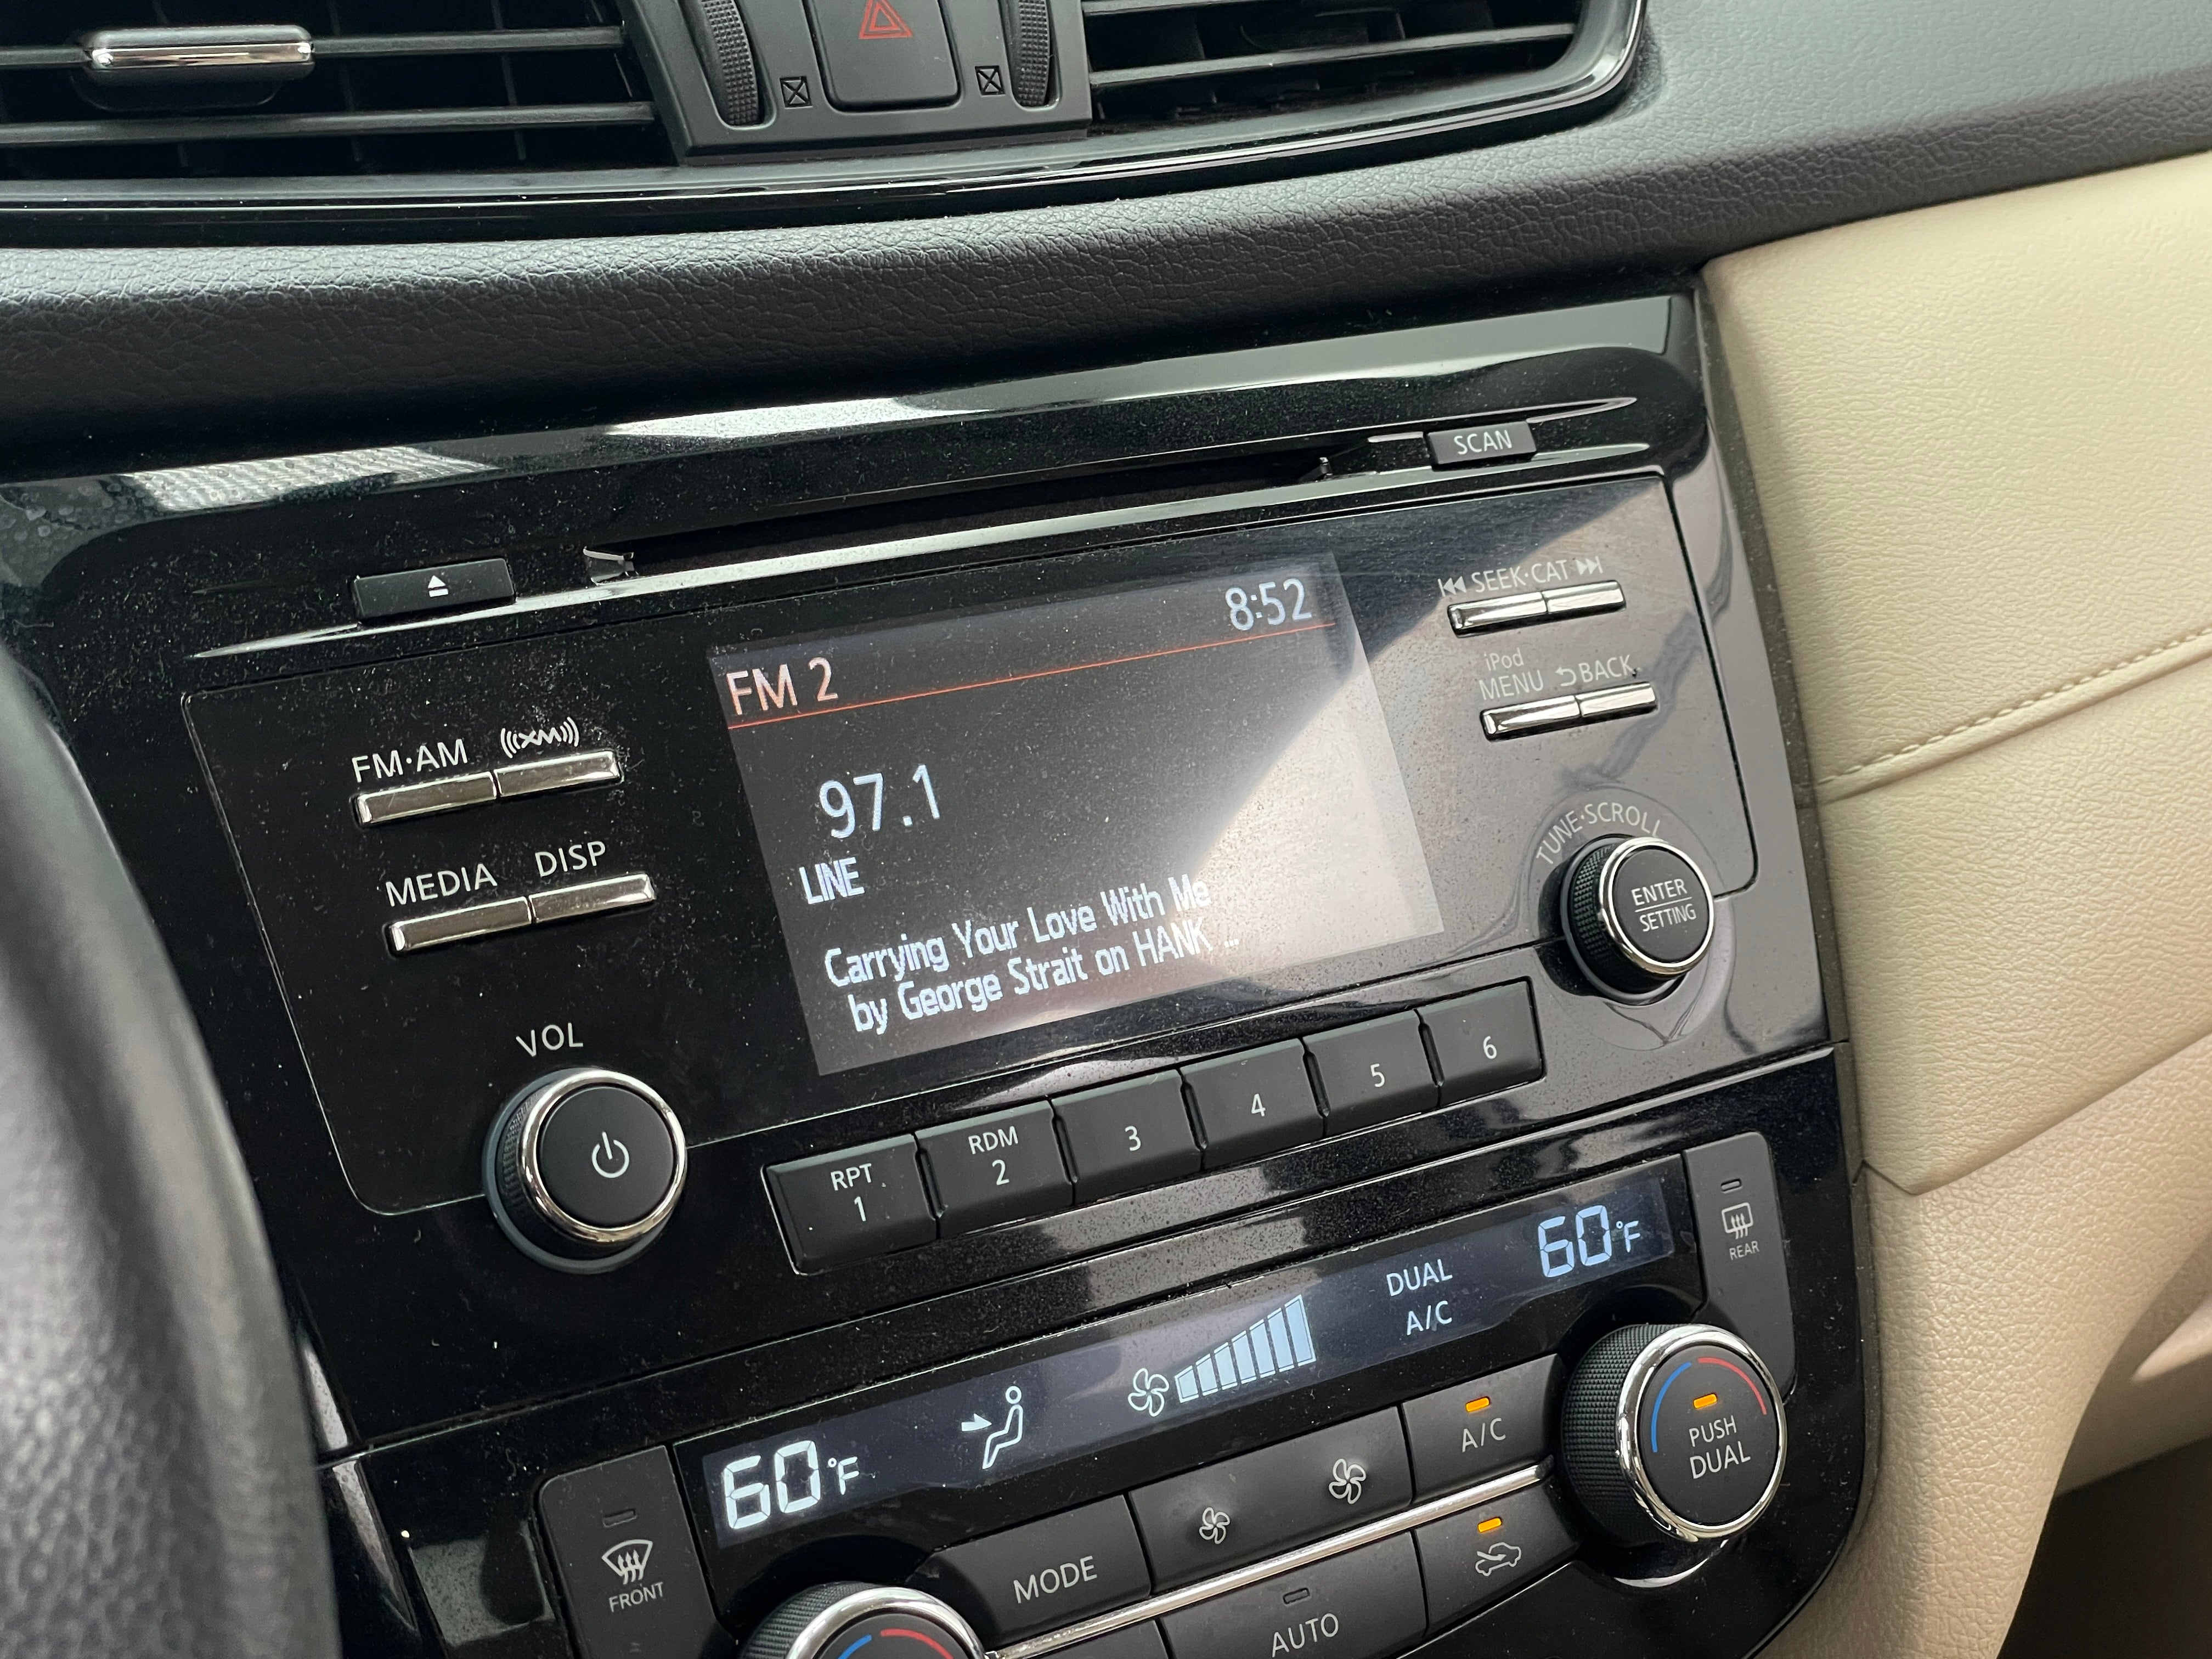 SCAN
8:52
FM 2
SEEK·CAT
iPod
MENU
BACK
FM·AM
((XM))
97.1
MEDIA
DISP
LINE
TUNE·SCROLL
ENTER
SETTING
Carrying Your Love With Me
by George Strait on HANK ...
VOL
RPT
1
RDM
2
3
4
5
6
60°F
DUAL
A/C
60°F
REAR
A/C
PUSH
DUAL
FRONT
MODE
AUTO